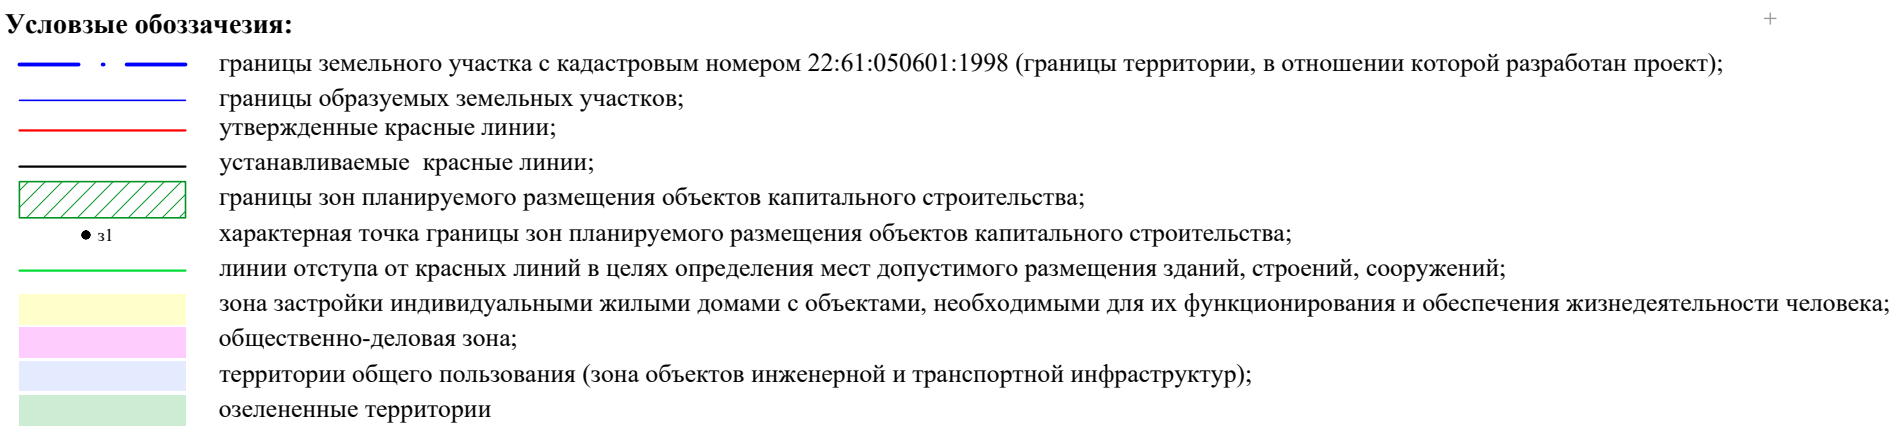 Условзые обоззачезия:
границы земельного участка с кадастровым номером 22:61:050601:1998 (границы территории, в отношении которой разработан проект);
границы образуемых земельных участков;
утвержденные красные линии;
устанавливаемые  красные линии;
границы зон планируемого размещения объектов капитального строительства;
з1 характерная точка границы зон планируемого размещения объектов капитального строительства;
линии отступа от красных линий в целях определения мест допустимого размещения зданий, строений, сооружений;
зона застройки индивидуальными жилыми домами с объектами, необходимыми для их функционирования и обеспечения жизнедеятельности человека;
общественно-деловая зона;
территории общего пользования (зона объектов инженерной и транспортной инфраструктур);
озелененные территории